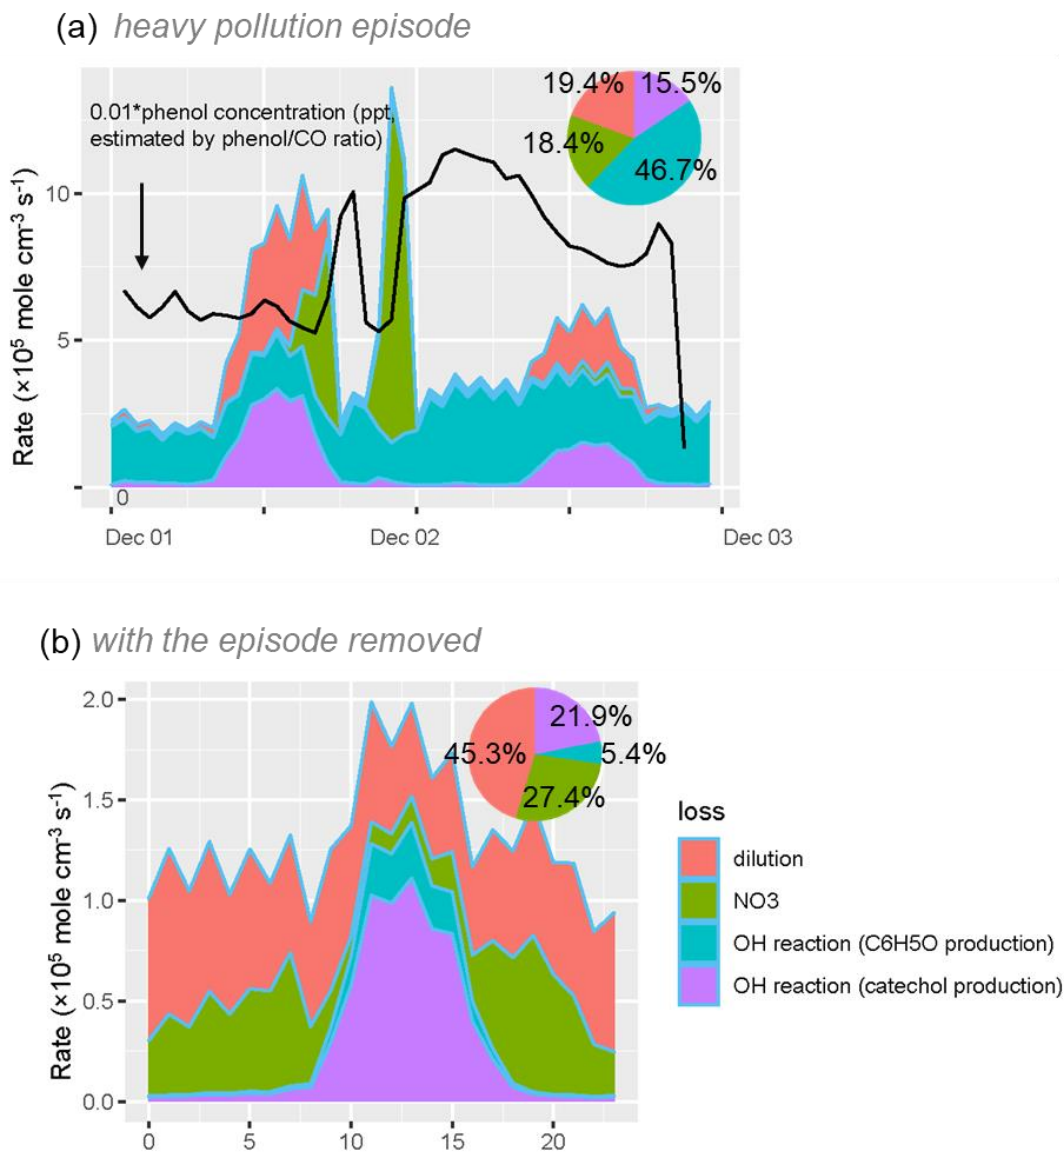 (a) heavy pollution episode
0.01*phenol concentration (ppt,
estimated by phenol/CO ratio)
19.4% 15.5%
18.4%
46.7%
Rate (×10⁵ mole cm⁻³ s⁻¹)
10
5
0
Dec 01 Dec 02 Dec 03
(b) with the episode removed
21.9%
45.3% 5.4%
27.4%
Rate (×10⁵ mole cm⁻³ s⁻¹)
2.0
1.5
1.0
0.5
0.0
0 5 10 15 20
loss
dilution
NO3
OH reaction (C6H5O production)
OH reaction (catechol production)